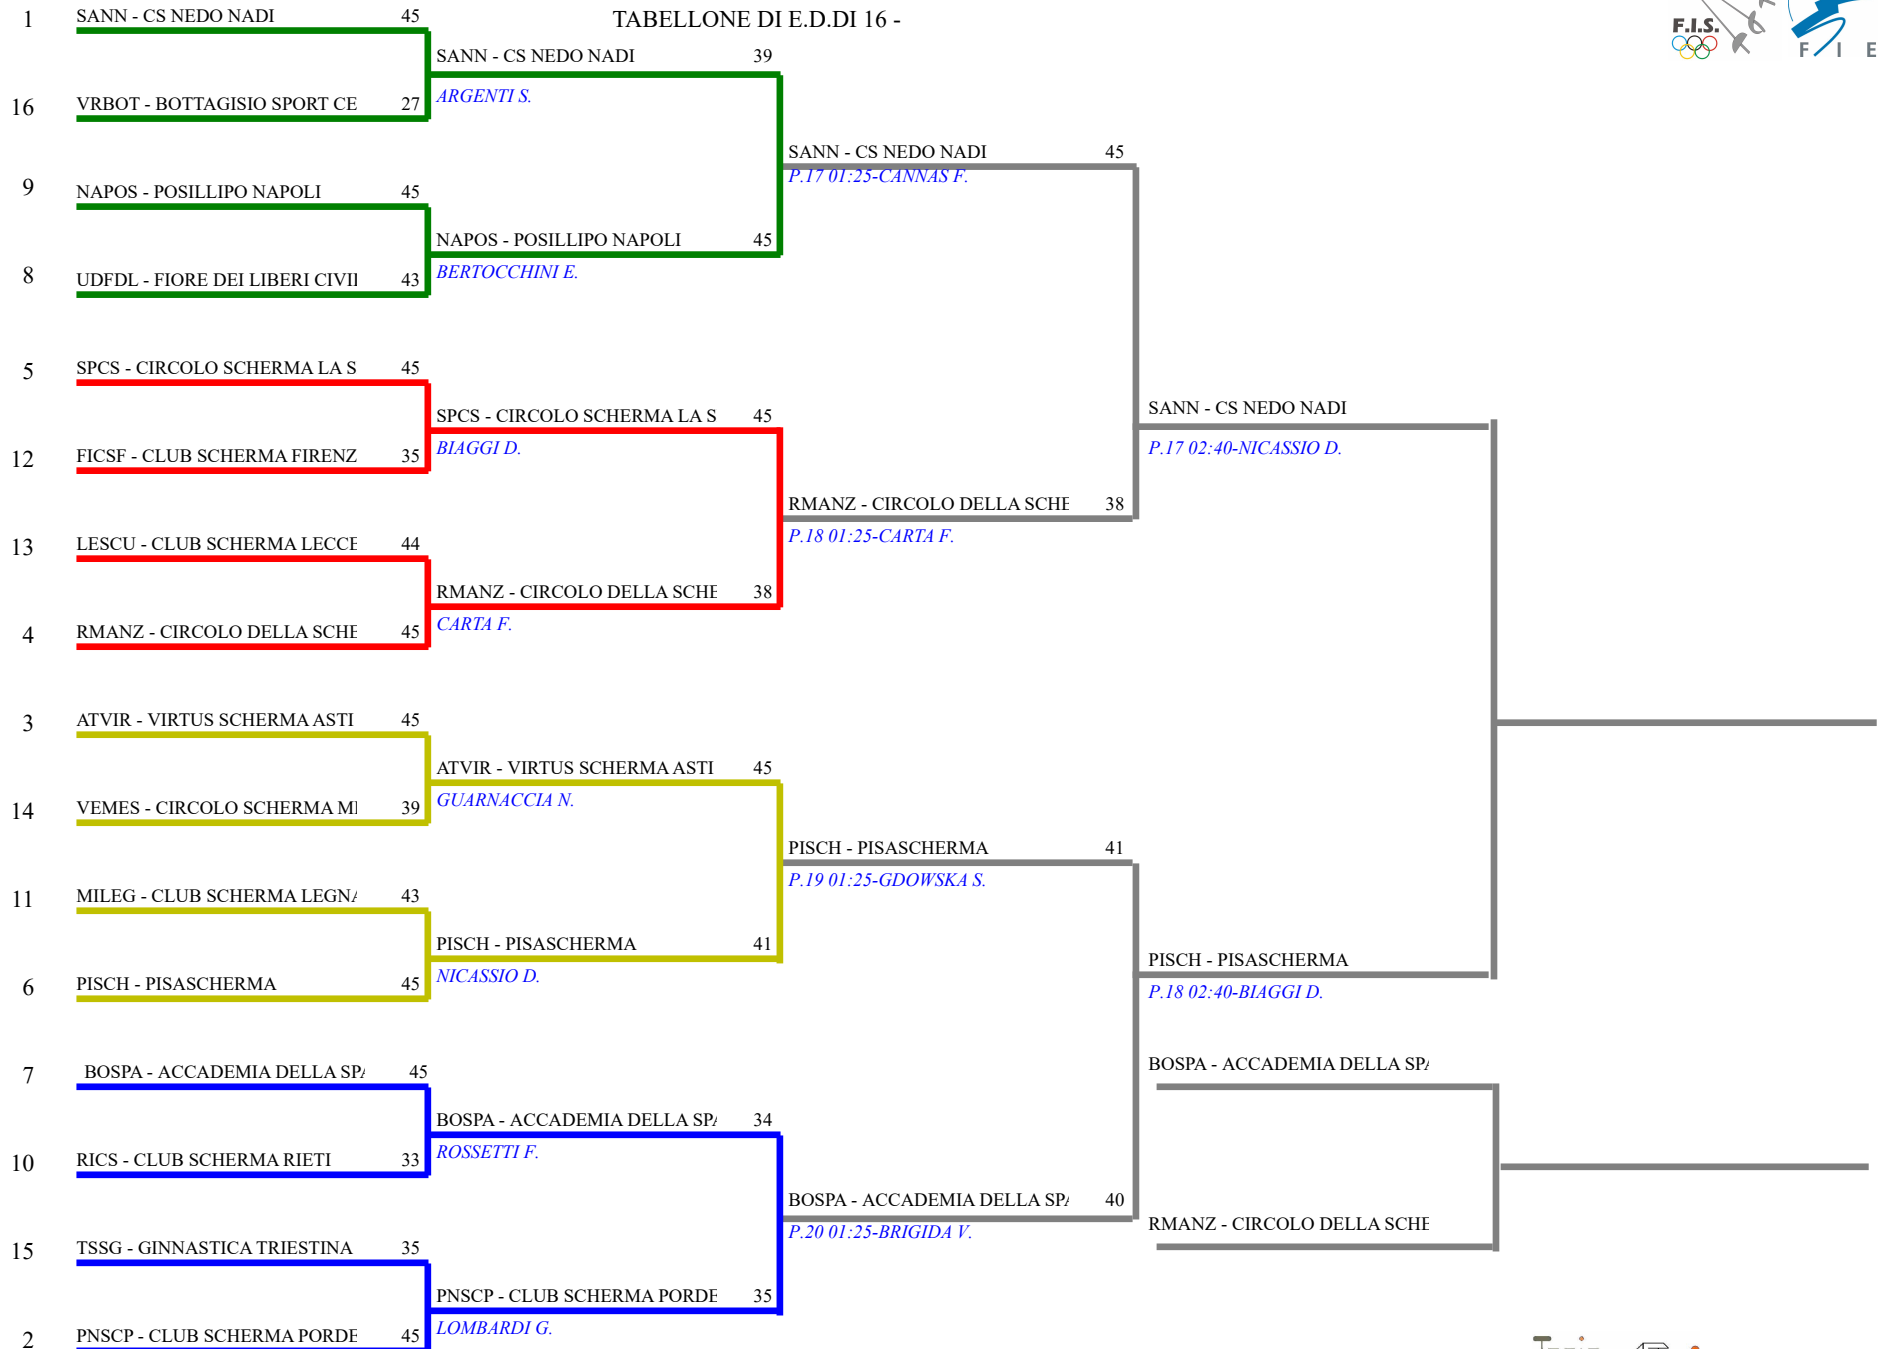 TABELLONE DI E.D.DI 16 -
F.I.S.
F I E
1 SANN - CS NEDO NADI 45
SANN - CS NEDO NADI 39
ARGENTI S.
16 VRBOT - BOTTAGISIO SPORT CE 27
SANN - CS NEDO NADI 45
P.17 01:25-CANNAS F.
9 NAPOS - POSILLIPO NAPOLI 45
NAPOS - POSILLIPO NAPOLI 45
BERTOCCHINI E.
8 UDFDL - FIORE DEI LIBERI CIVII 43
5 SPCS - CIRCOLO SCHERMA LA S 45
SANN - CS NEDO NADI
SPCS - CIRCOLO SCHERMA LA S 45
BIAGGI D.
P.17 02:40-NICASSIO D.
12 FICSF - CLUB SCHERMA FIRENZ 35
RMANZ - CIRCOLO DELLA SCHE 38
P.18 01:25-CARTA F.
13 LESCU - CLUB SCHERMA LECCE 44
RMANZ - CIRCOLO DELLA SCHE 38
CARTA F.
4 RMANZ - CIRCOLO DELLA SCHE 45
3 ATVIR - VIRTUS SCHERMA ASTI 45
ATVIR - VIRTUS SCHERMA ASTI 45
GUARNACCIA N.
14 VEMES - CIRCOLO SCHERMA MI 39
PISCH - PISASCHERMA 41
P.19 01:25-GDOWSKA S.
11 MILEG - CLUB SCHERMA LEGNA 43
PISCH - PISASCHERMA 41
PISCH - PISASCHERMA
NICASSIO D.
6 PISCH - PISASCHERMA 45
P.18 02:40-BIAGGI D.
BOSPA - ACCADEMIA DELLA SPA
7 BOSPA - ACCADEMIA DELLA SPA 45
BOSPA - ACCADEMIA DELLA SPA 34
ROSSETTI F.
10 RICS - CLUB SCHERMA RIETI 33
BOSPA - ACCADEMIA DELLA SPA 40
RMANZ - CIRCOLO DELLA SCHE
P.20 01:25-BRIGIDA V.
15 TSSG - GINNASTICA TRIESTINA 35
PNSCP - CLUB SCHERMA PORDE 35
LOMBARDI G.
2 PNSCP - CLUB SCHERMA PORDE 45